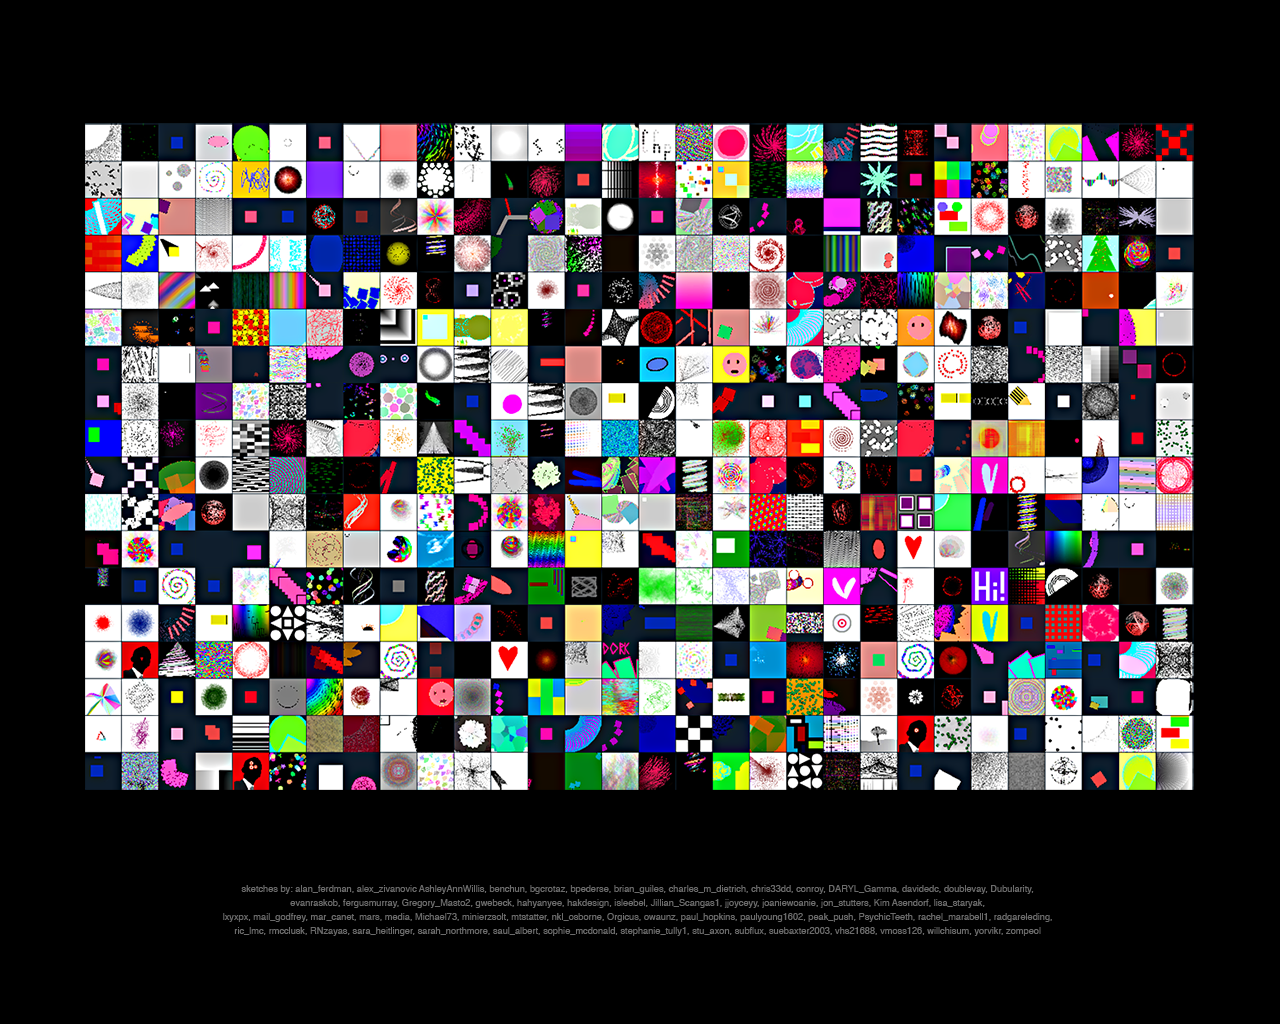 DORK
Hi!
sketches by: alan_ferdman, alex_zivanovic AshleyAnnWillis, benchun, bgcrotaz, bpederse, brian_guiles, charles_m_dietrich, chris33dd, conroy, DARYL_Gamma, davidedc, doublevay, Dubularity,
evanraskob, fergusmurray, Gregory_Masto2, gwebeck, hahyanyee, hakdesign, isleebel, Jillian_Scangas1, jjoyceyy, joaniewoanie, jon_stutters, Kim Asendorf, lisa_staryak,
lxyxpx, mail_godfrey, mar_canet, mars, media, Michael73, minierzsolt, mtstatter, nkl_osborne, Orgicus, owaunz, paul_hopkins, paulyoung1602, peak_push, PsychicTeeth, rachel_marabell1, radgareleding,
ric_lmc, rmcclusk, RNzayas, sara_heitlinger, sarah_northmore, saul_albert, sophie_mcdonald, stephanie_tully1, stu_axon, subflux, suebaxter2003, vhs21688, vmoss126, willchisum, yorvikr, zompeol